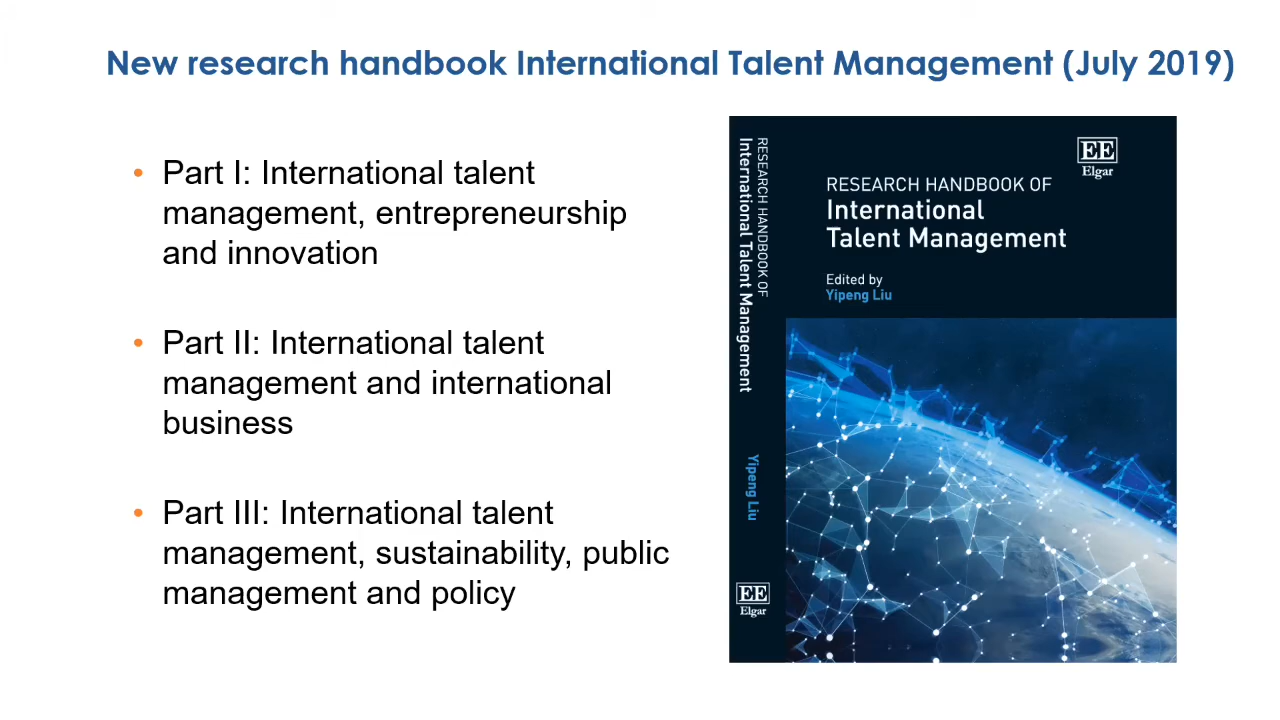 New research handbook International Talent Management (July 2019)
• Part I: International talent
management, entrepreneurship
and innovation
• Part II: International talent
management and international
business
• Part III: International talent
management, sustainability, public
management and policy
RESEARCH HANDBOOK OF
International Talent Management
Yipeng Liu
EE
Elgar
EE
Elgar
RESEARCH HANDBOOK OF
International
Talent Management
Edited by
Yipeng Liu